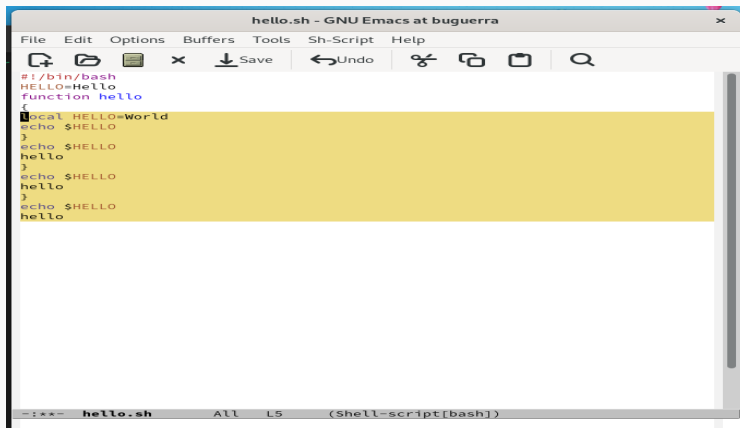 hello.sh - GNU Emacs at buguerra
File Edit Options Buffers Tools Sh-Script Help
Save Undo
#!/bin/bash
HELLO=Hello
function hello
{
local HELLO=World
echo $HELLO
}
echo $HELLO
hello
}
echo $HELLO
hello
}
echo $HELLO
hello
-:**- hello.sh All L5 (Shell-script[bash])